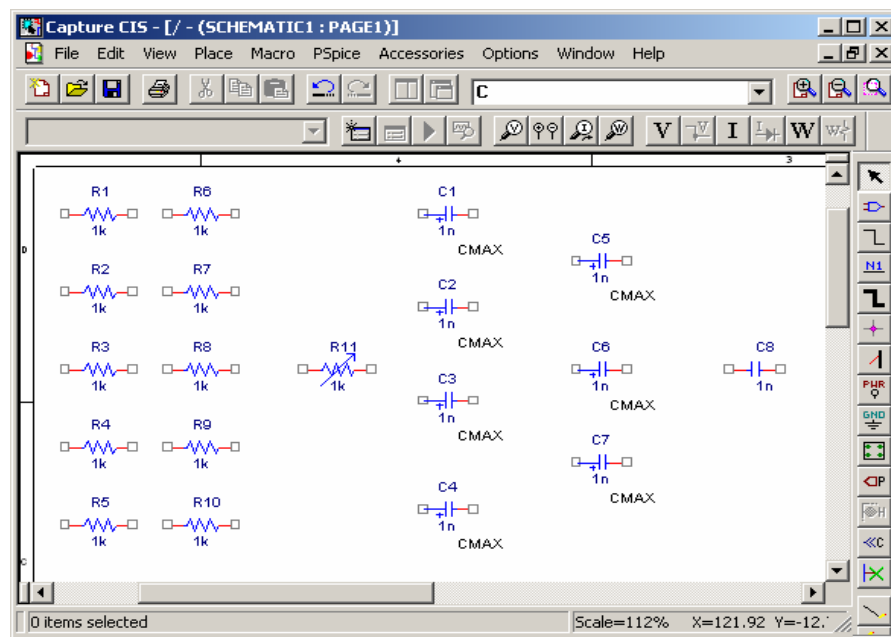 Capture CIS - [/ - (SCHEMATIC1 : PAGE1)]
File Edit View Place Macro PSpice Accessories Options Window Help
C
V I W
4 3
D
R1 R6 C1
1k 1k 1n
CMAX
C5
1n
CMAX
R2 R7 C2
1k 1k 1n
CMAX
R3 R8 R11 C3 C6 C8
1k 1k 1k 1n 1n 1n
CMAX CMAX
R4 R9 C7
1k 1k 1n
CMAX
R5 R10 C4
1k 1k 1n
CMAX
C
N1
PWR
GND
P
H
«C
0 items selected Scale=112% X=121.92 Y=-12.